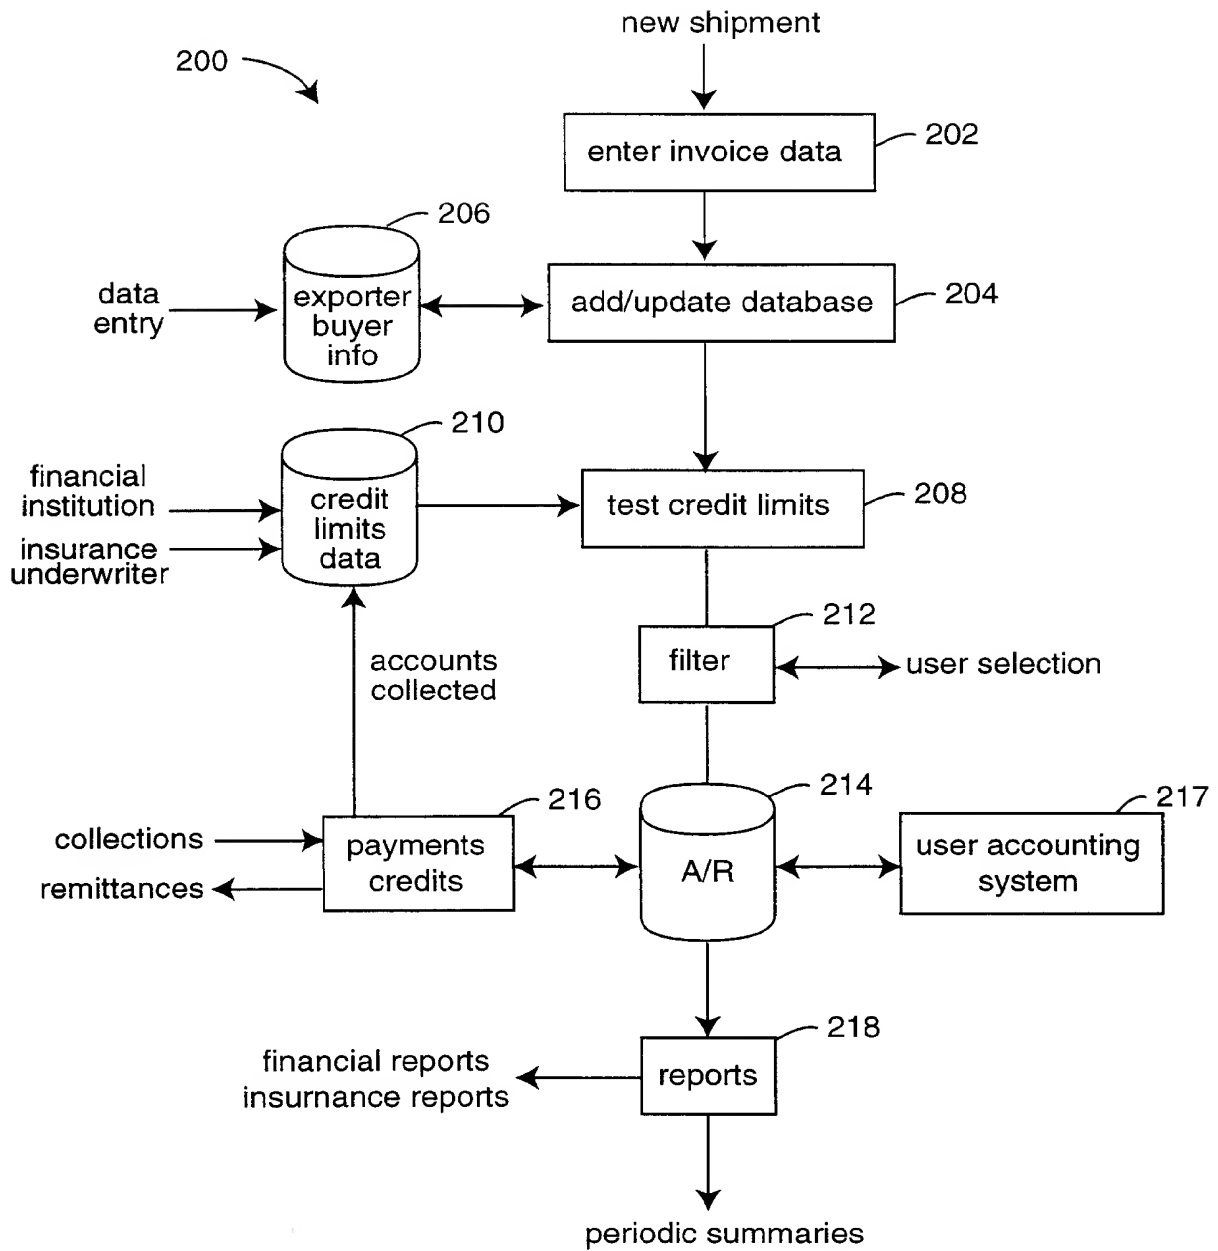 new shipment
200
enter invoice data
202
206
data
entry
exporter
buyer
info
add/update database
204
210
financial
institution
insurance
underwriter
credit
limits
data
test credit limits
208
212
filter
user selection
accounts
collected
214
216
217
collections
remittances
payments
credits
A/R
user accounting
system
218
financial reports
insurnance reports
reports
periodic summaries